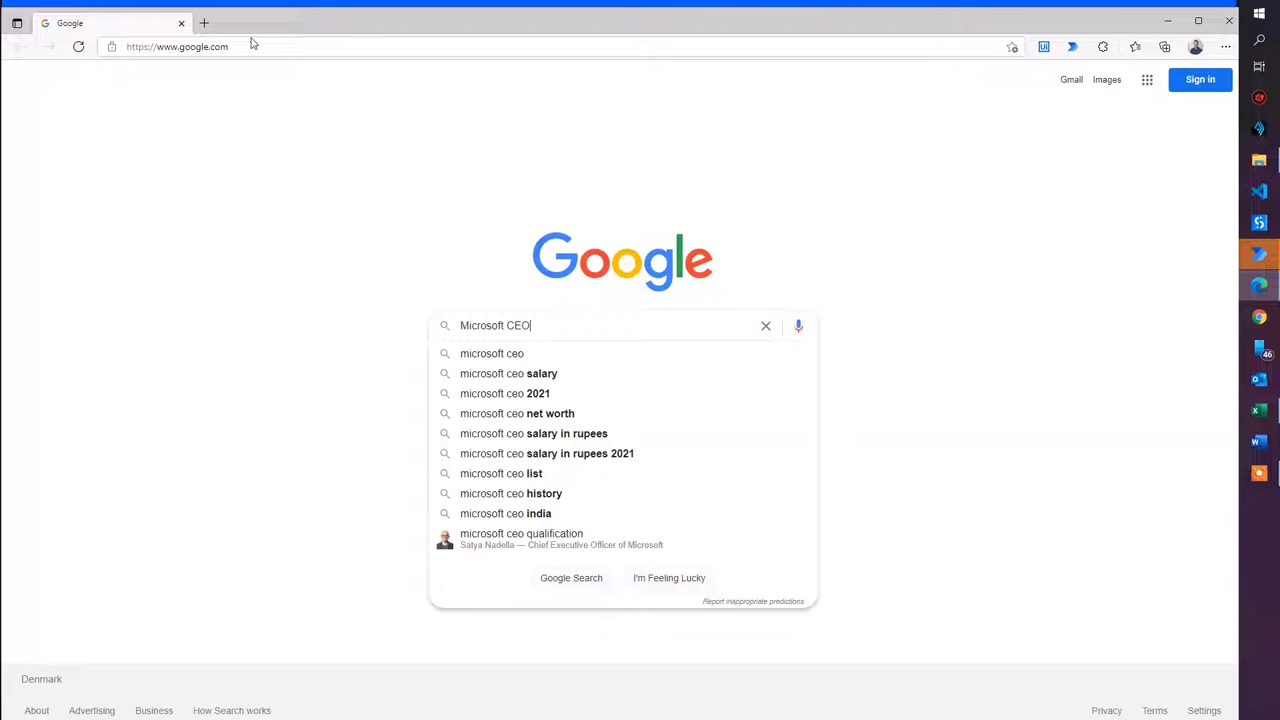 Google
https://www.google.com
Gmail
Images
Sign in
Google
Microsoft CEO
microsoft ceo
microsoft ceo salary
microsoft ceo 2021
microsoft ceo net worth
microsoft ceo salary in rupees
microsoft ceo salary in rupees 2021
microsoft ceo list
microsoft ceo history
microsoft ceo india
microsoft ceo qualification
Satya Nadella — Chief Executive Officer of Microsoft
Google Search
I'm Feeling Lucky
Report inappropriate predictions
Denmark
About
Advertising
Business
How Search works
Privacy
Terms
Settings
46